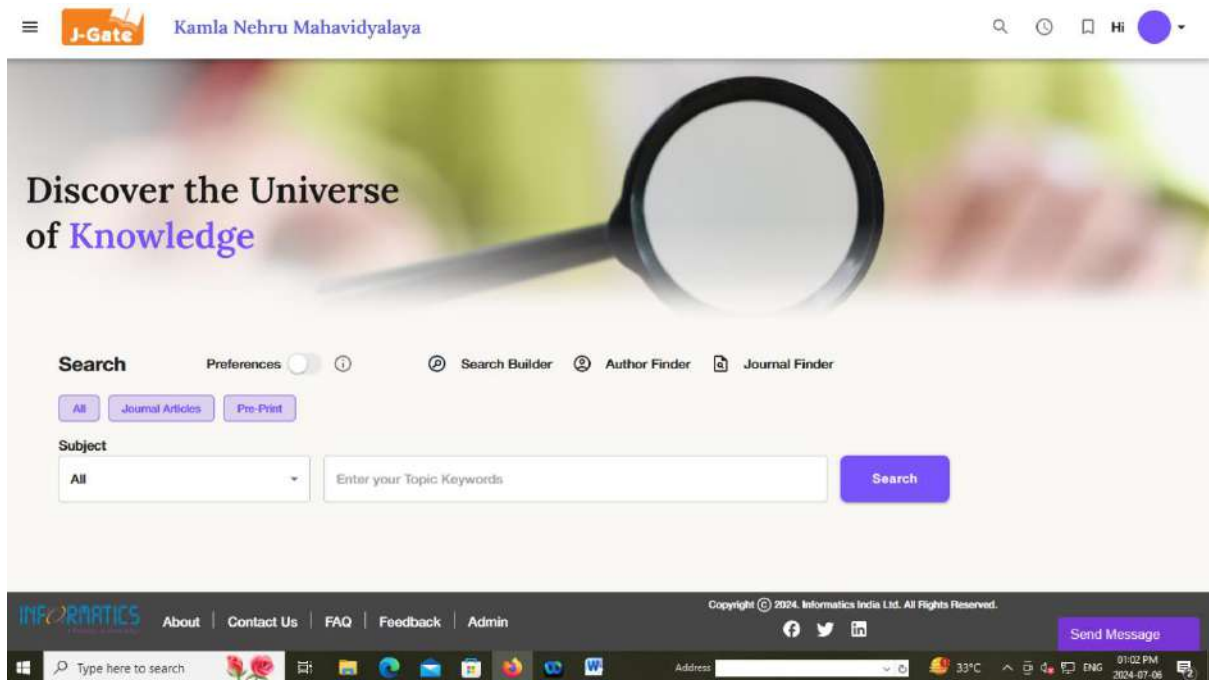 J-Gate
Kamla Nehru Mahavidyalaya
Hi
Discover the Universe
of Knowledge
Search
Preferences
Search Builder
Author Finder
Journal Finder
All
Journal Articles
Pre-Print
Subject
All
Enter your Topic Keywords
Search
Copyright © 2024. Informatics India Ltd. All Rights Reserved.
INFORMATICS
About
Contact Us
FAQ
Feedback
Admin
Send Message
Type here to search
Address
33°C
ENG
01:02 PM
2024-07-06